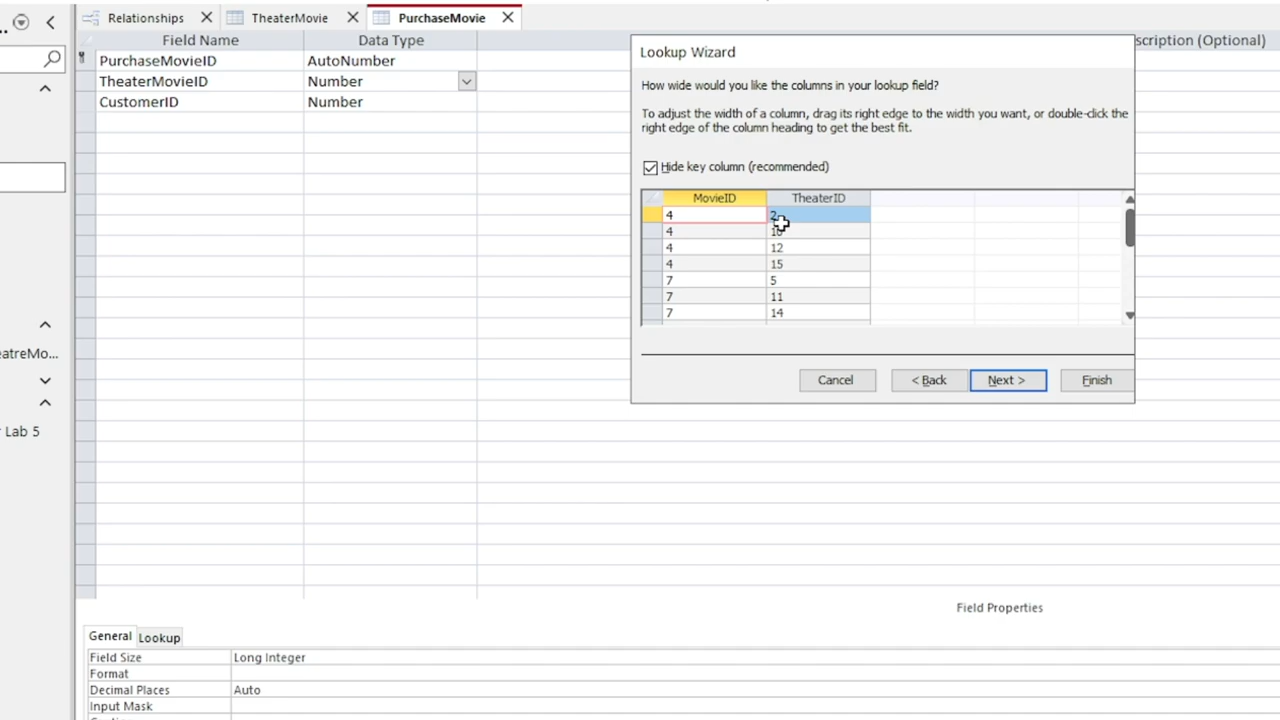 Relationships
TheaterMovie
PurchaseMovie
Field Name
Data Type
scription (Optional)
PurchaseMovieID AutoNumber
TheaterMovieID Number
CustomerID Number
eatreMo...
Lab 5
Lookup Wizard
How wide would you like the columns in your lookup field?
To adjust the width of a column, drag its right edge to the width you want, or double-click the
right edge of the column heading to get the best fit.
Hide key column (recommended)
MovieID TheaterID
4 2
4 10
4 12
4 15
7 5
7 11
7 14
Cancel < Back Next > Finish
Field Properties
General Lookup
Field Size Long Integer
Format
Decimal Places Auto
Input Mask